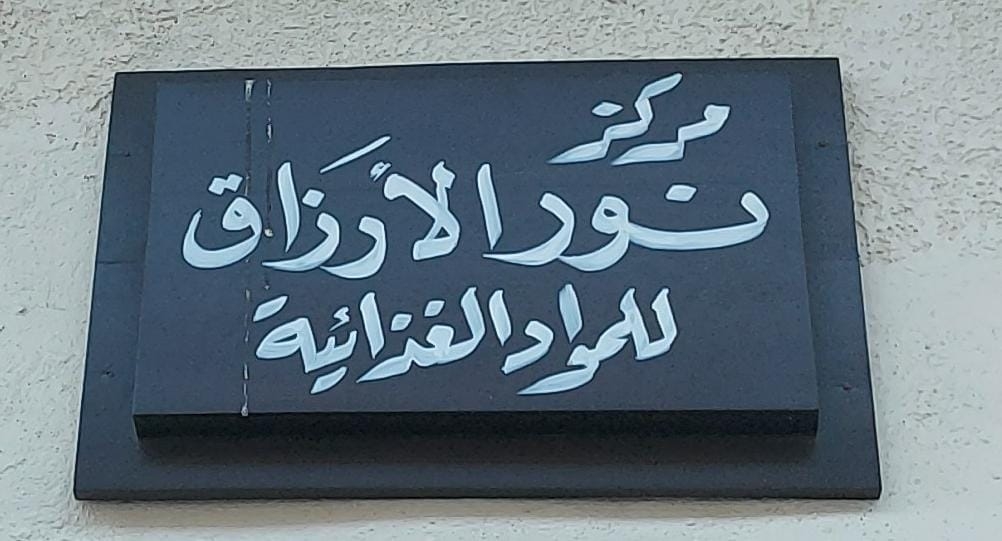 مركز
نور الأرزاق
للمواد الغذائية